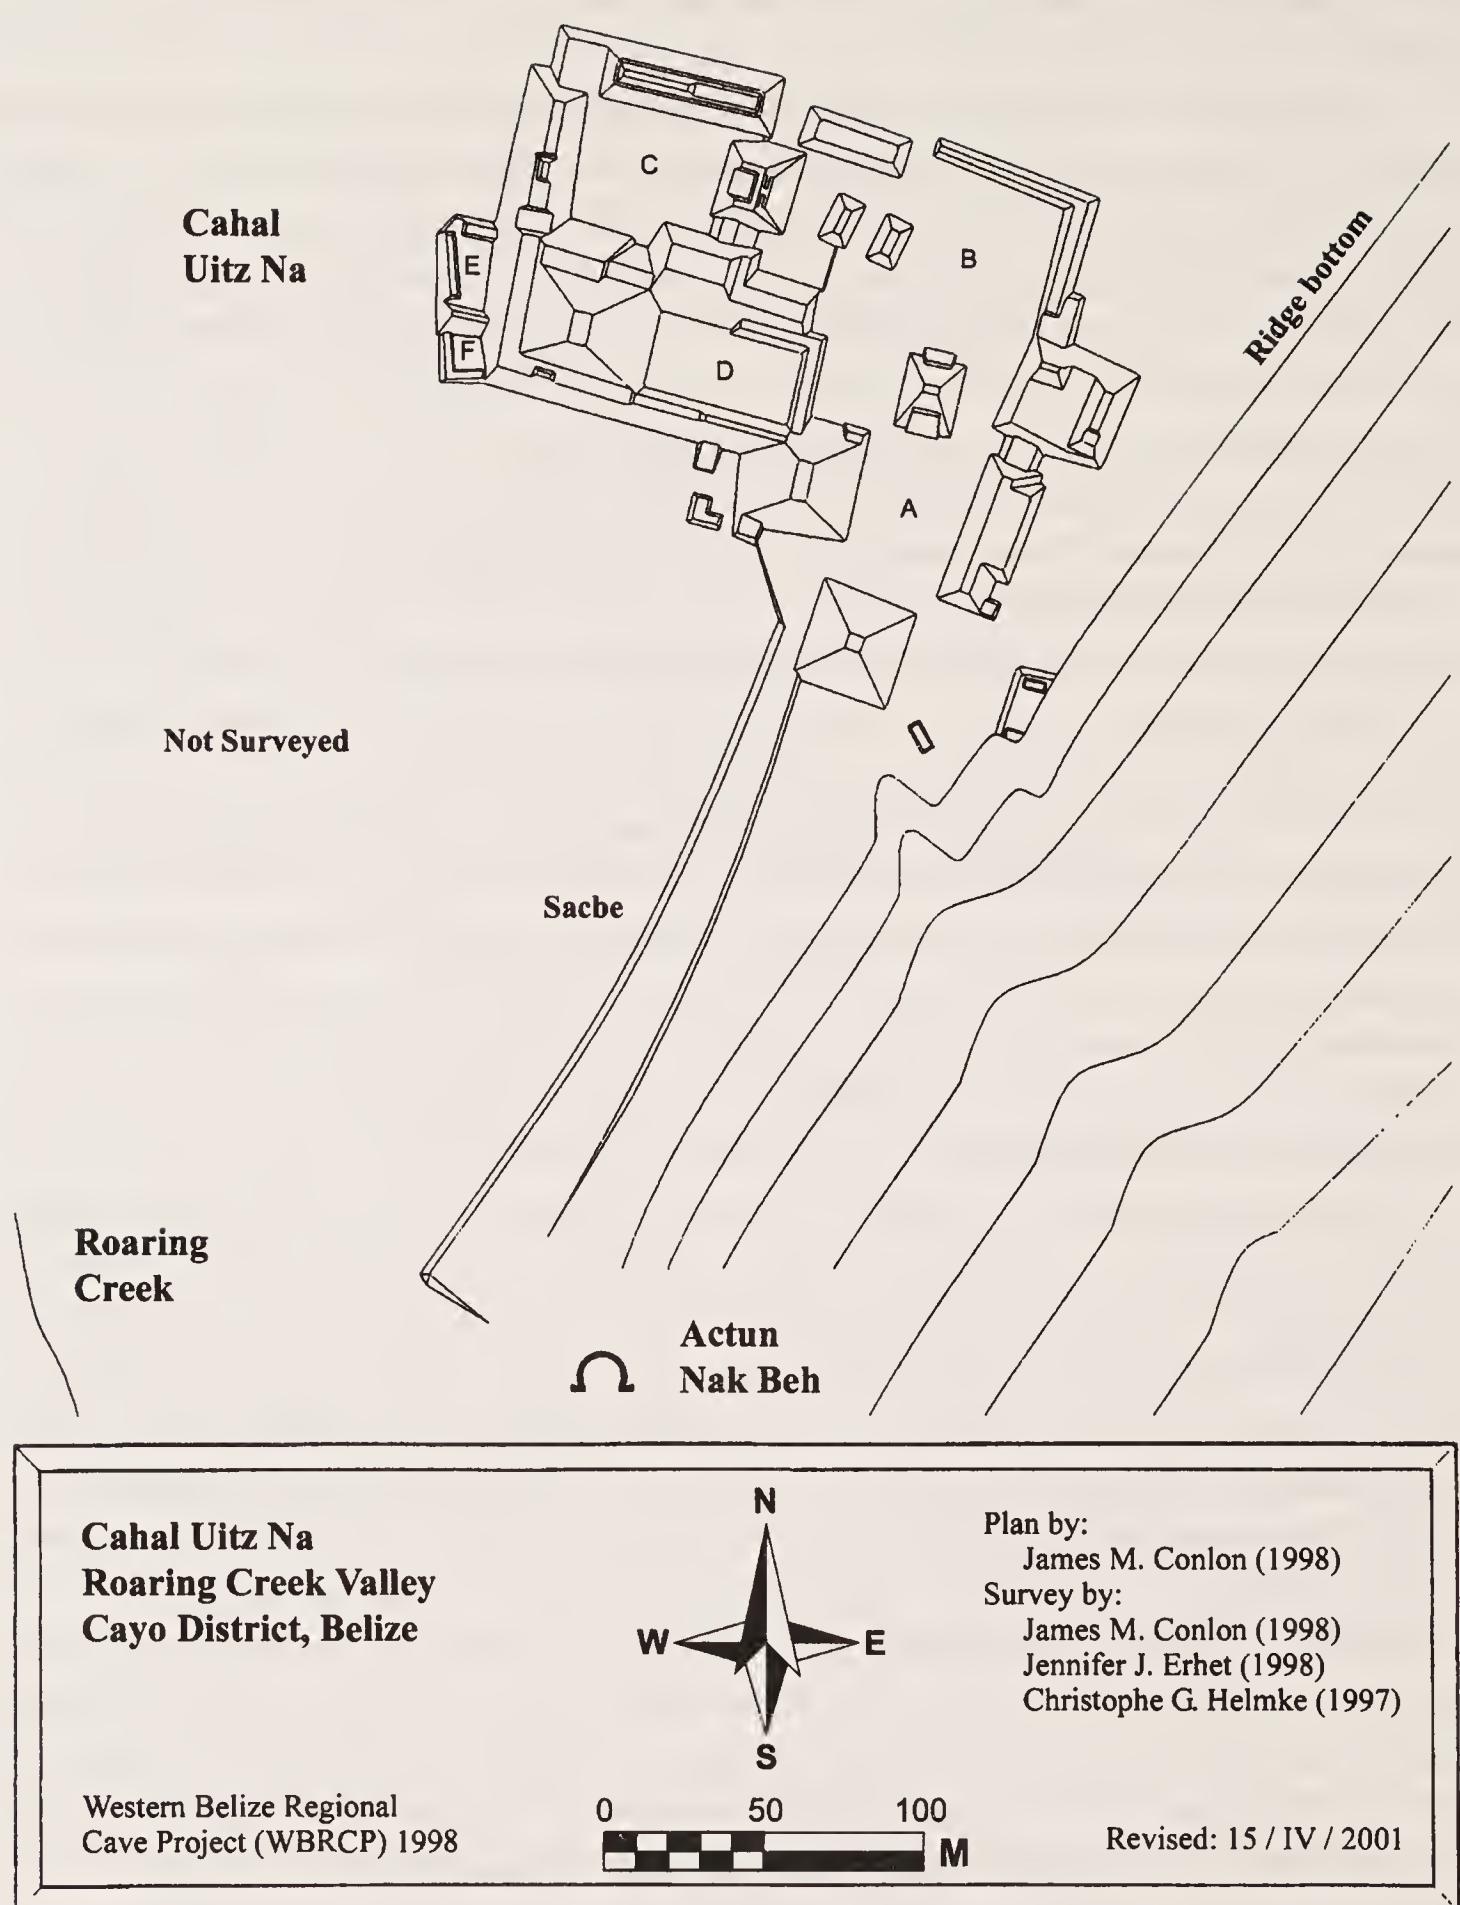 C
Cahal
Uitz Na
B
E
Ridge bottom
F
D
A
Not Surveyed
Sacbe
Roaring
Creek
Actun
Nak Beh
Cahal Uitz Na
Roaring Creek Valley
Cayo District, Belize
Western Belize Regional
Cave Project (WBRCP) 1998
N
W
E
S
0 50 100
M
Plan by:
James M. Conlon (1998)
Survey by:
James M. Conlon (1998)
Jennifer J. Erhet (1998)
Christophe G. Helmke (1997)
Revised: 15 / IV / 2001